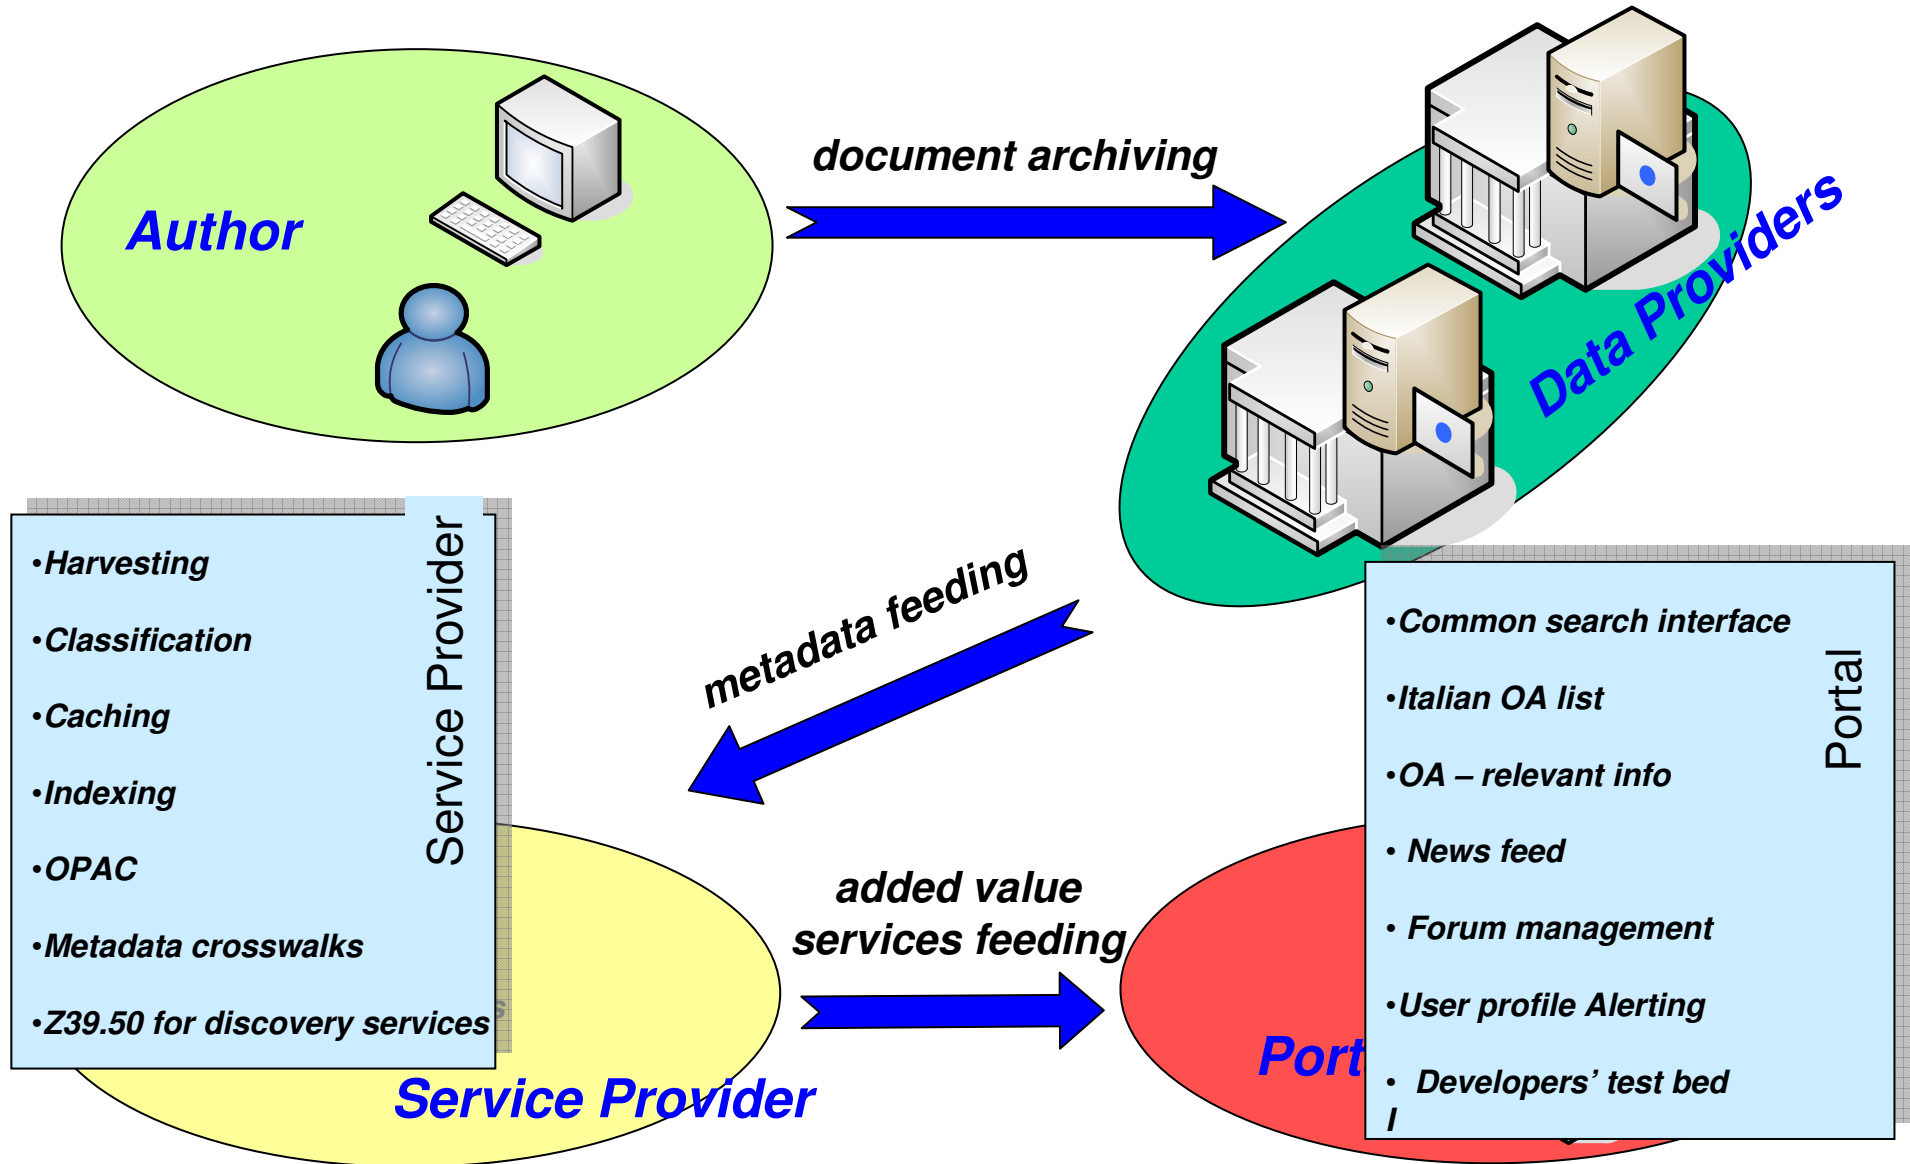 Author
document archiving
Data Providers
metadata feeding
Service Provider
•Harvesting
•Classification
•Caching
•Indexing
•OPAC
•Metadata crosswalks
•Z39.50 for discovery services
Service Provider
added value
services feeding
Portal
•Common search interface
•Italian OA list
•OA – relevant info
• News feed
• Forum management
•User profile Alerting
• Developers’ test bed
l
Port